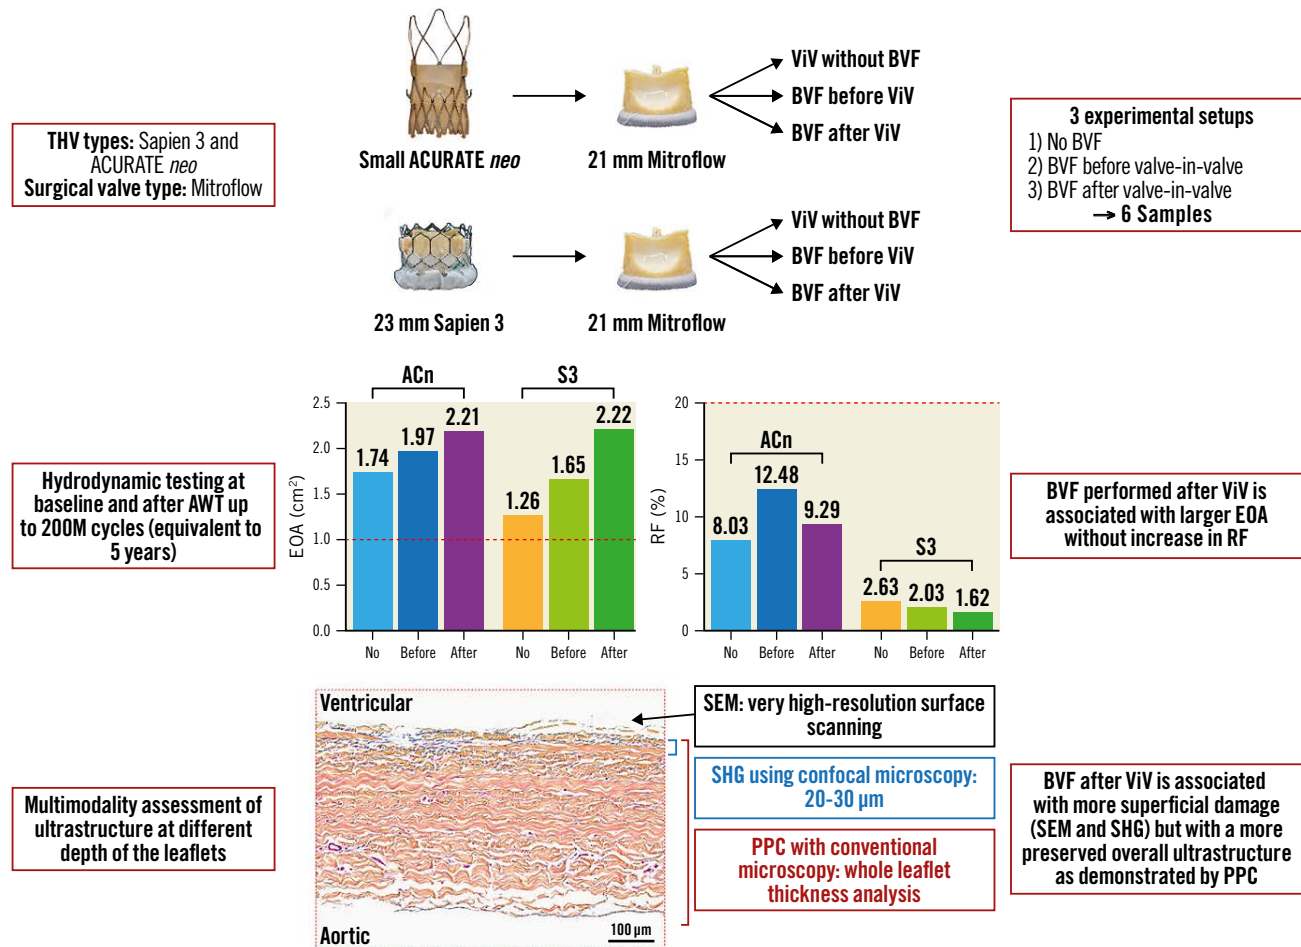 THV types: Sapien 3 and
ACURATE neo
Surgical valve type: Mitroflow
Small ACURATE neo
21 mm Mitroflow
ViV without BVF
BVF before ViV
BVF after ViV
23 mm Sapien 3
21 mm Mitroflow
ViV without BVF
BVF before ViV
BVF after ViV
3 experimental setups
1) No BVF
2) BVF before valve-in-valve
3) BVF after valve-in-valve
→ 6 Samples
Hydrodynamic testing at
baseline and after AWT up
to 200M cycles (equivalent to
5 years)
ACn
S3
EOA (cm²)
2.5
2.0
1.5
1.0
0.5
0.0
1.74
1.97
2.21
1.26
1.65
2.22
No
Before
After
No
Before
After
RF (%)
20
15
10
5
0
ACn
8.03
12.48
9.29
S3
2.63
2.03
1.62
No
Before
After
No
Before
After
BVF performed after ViV is
associated with larger EOA
without increase in RF
Multimodality assessment of
ultrastructure at different
depth of the leaflets
Ventricular
Aortic
100 µm
SEM: very high-resolution surface
scanning
SHG using confocal microscopy:
20-30 µm
PPC with conventional
microscopy: whole leaflet
thickness analysis
BVF after ViV is associated
with more superficial damage
(SEM and SHG) but with a more
preserved overall ultrastructure
as demonstrated by PPC